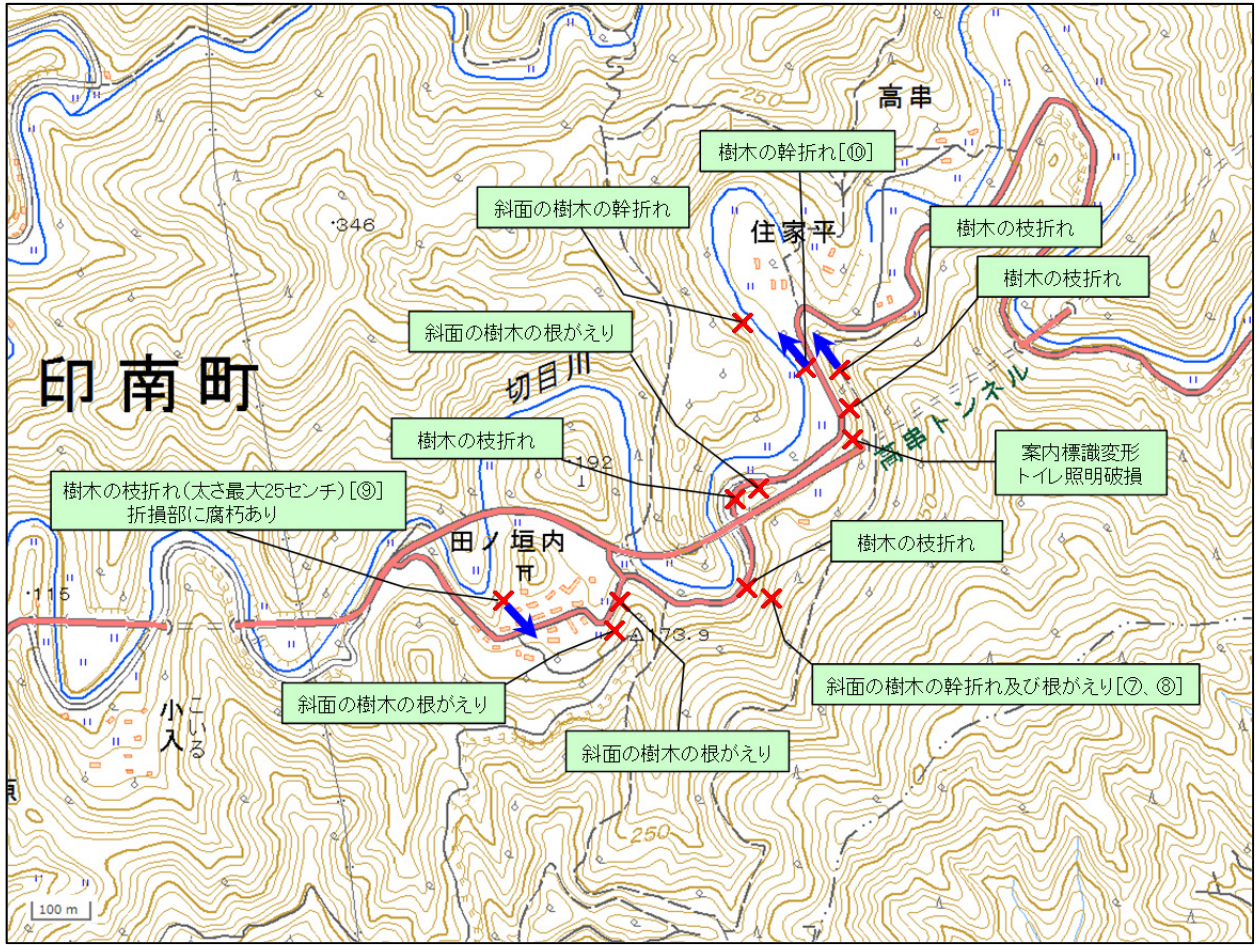 250
高串
樹木の幹折れ[⑩]
斜面の樹木の幹折れ
・346
住家平
樹木の枝折れ
樹木の枝折れ
斜面の樹木の根がえり
印南町
切目川
高串トンネル
樹木の枝折れ
192
案内標識変形
トイレ照明破損
樹木の枝折れ(太さ最大25センチ)[⑨]
折損部に腐朽あり
田ノ垣内
樹木の枝折れ
・115
173.9
斜面の樹木の幹折れ及び根がえり[⑦、⑧]
斜面の樹木の根がえり
小入
こいる
斜面の樹木の根がえり
原
250
100 m